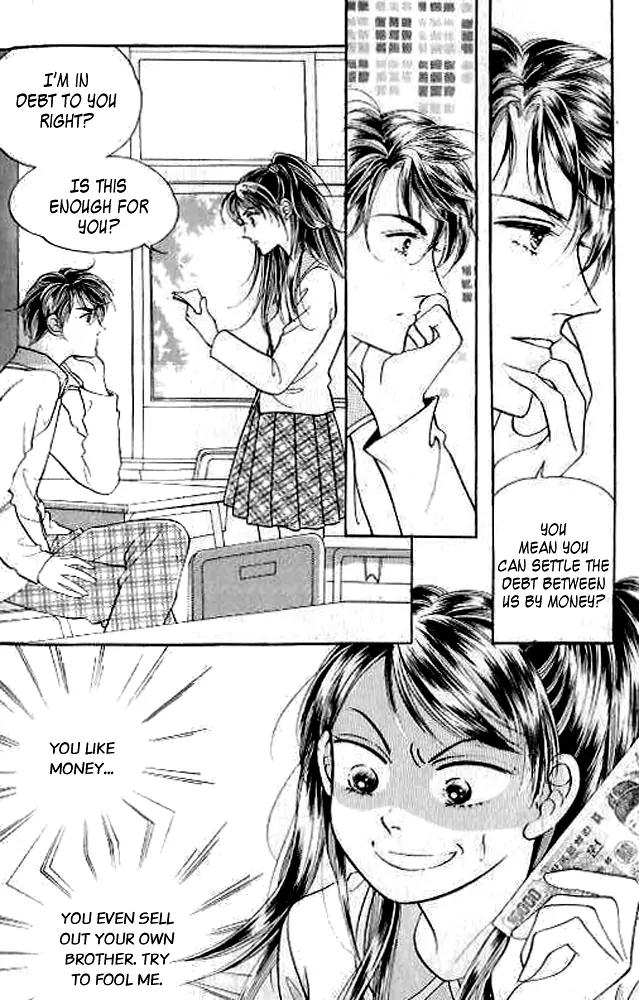 I'M IN
DEBT TO YOU
RIGHT?
IS THIS
ENOUGH FOR
YOU?
YOU
MEAN YOU
CAN SETTLE THE
DEBT BETWEEN
US BY MONEY?
YOU LIKE
MONEY...
YOU EVEN SELL
OUT YOUR OWN
BROTHER. TRY
TO FOOL ME.